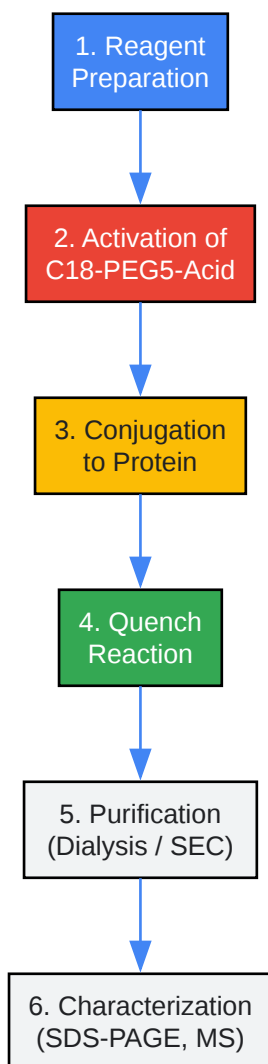 1. Reagent
Preparation
2. Activation of
C18-PEG5-Acid
3. Conjugation
to Protein
4. Quench
Reaction
5. Purification
(Dialysis / SEC)
6. Characterization
(SDS-PAGE, MS)